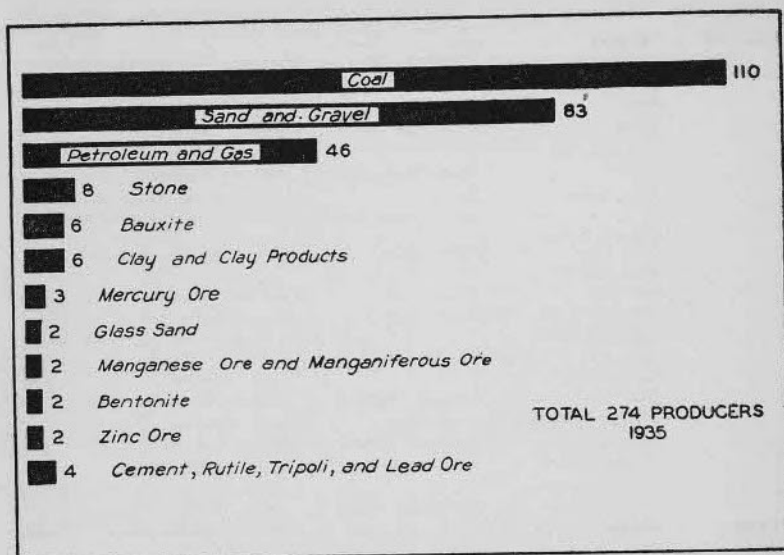 Coal 110
Sand and Gravel 83
Petroleum and Gas 46
8 Stone
6 Bauxite
6 Clay and Clay Products
3 Mercury Ore
2 Glass Sand
2 Manganese Ore and Manganiferous Ore
2 Bentonite
2 Zinc Ore
4 Cement, Rutile, Tripoli, and Lead Ore
TOTAL 274 PRODUCERS
1935